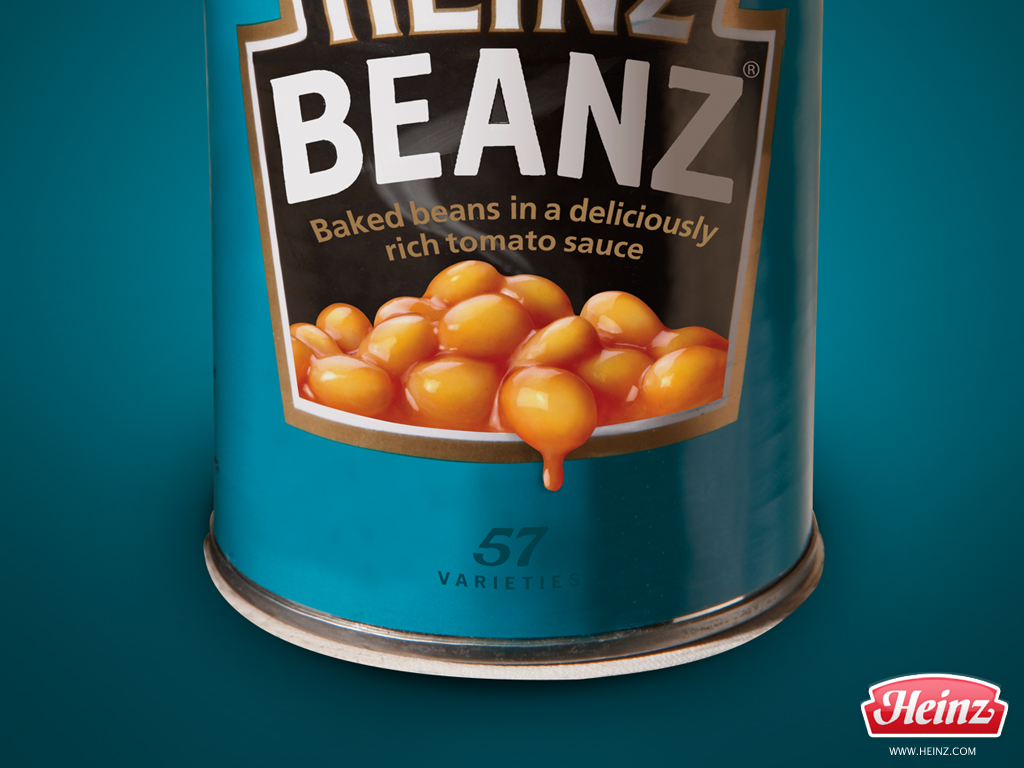 HEINZ
BEANZ®
Baked beans in a deliciously
rich tomato sauce
57
VARIETIES
Heinz
WWW.HEINZ.COM